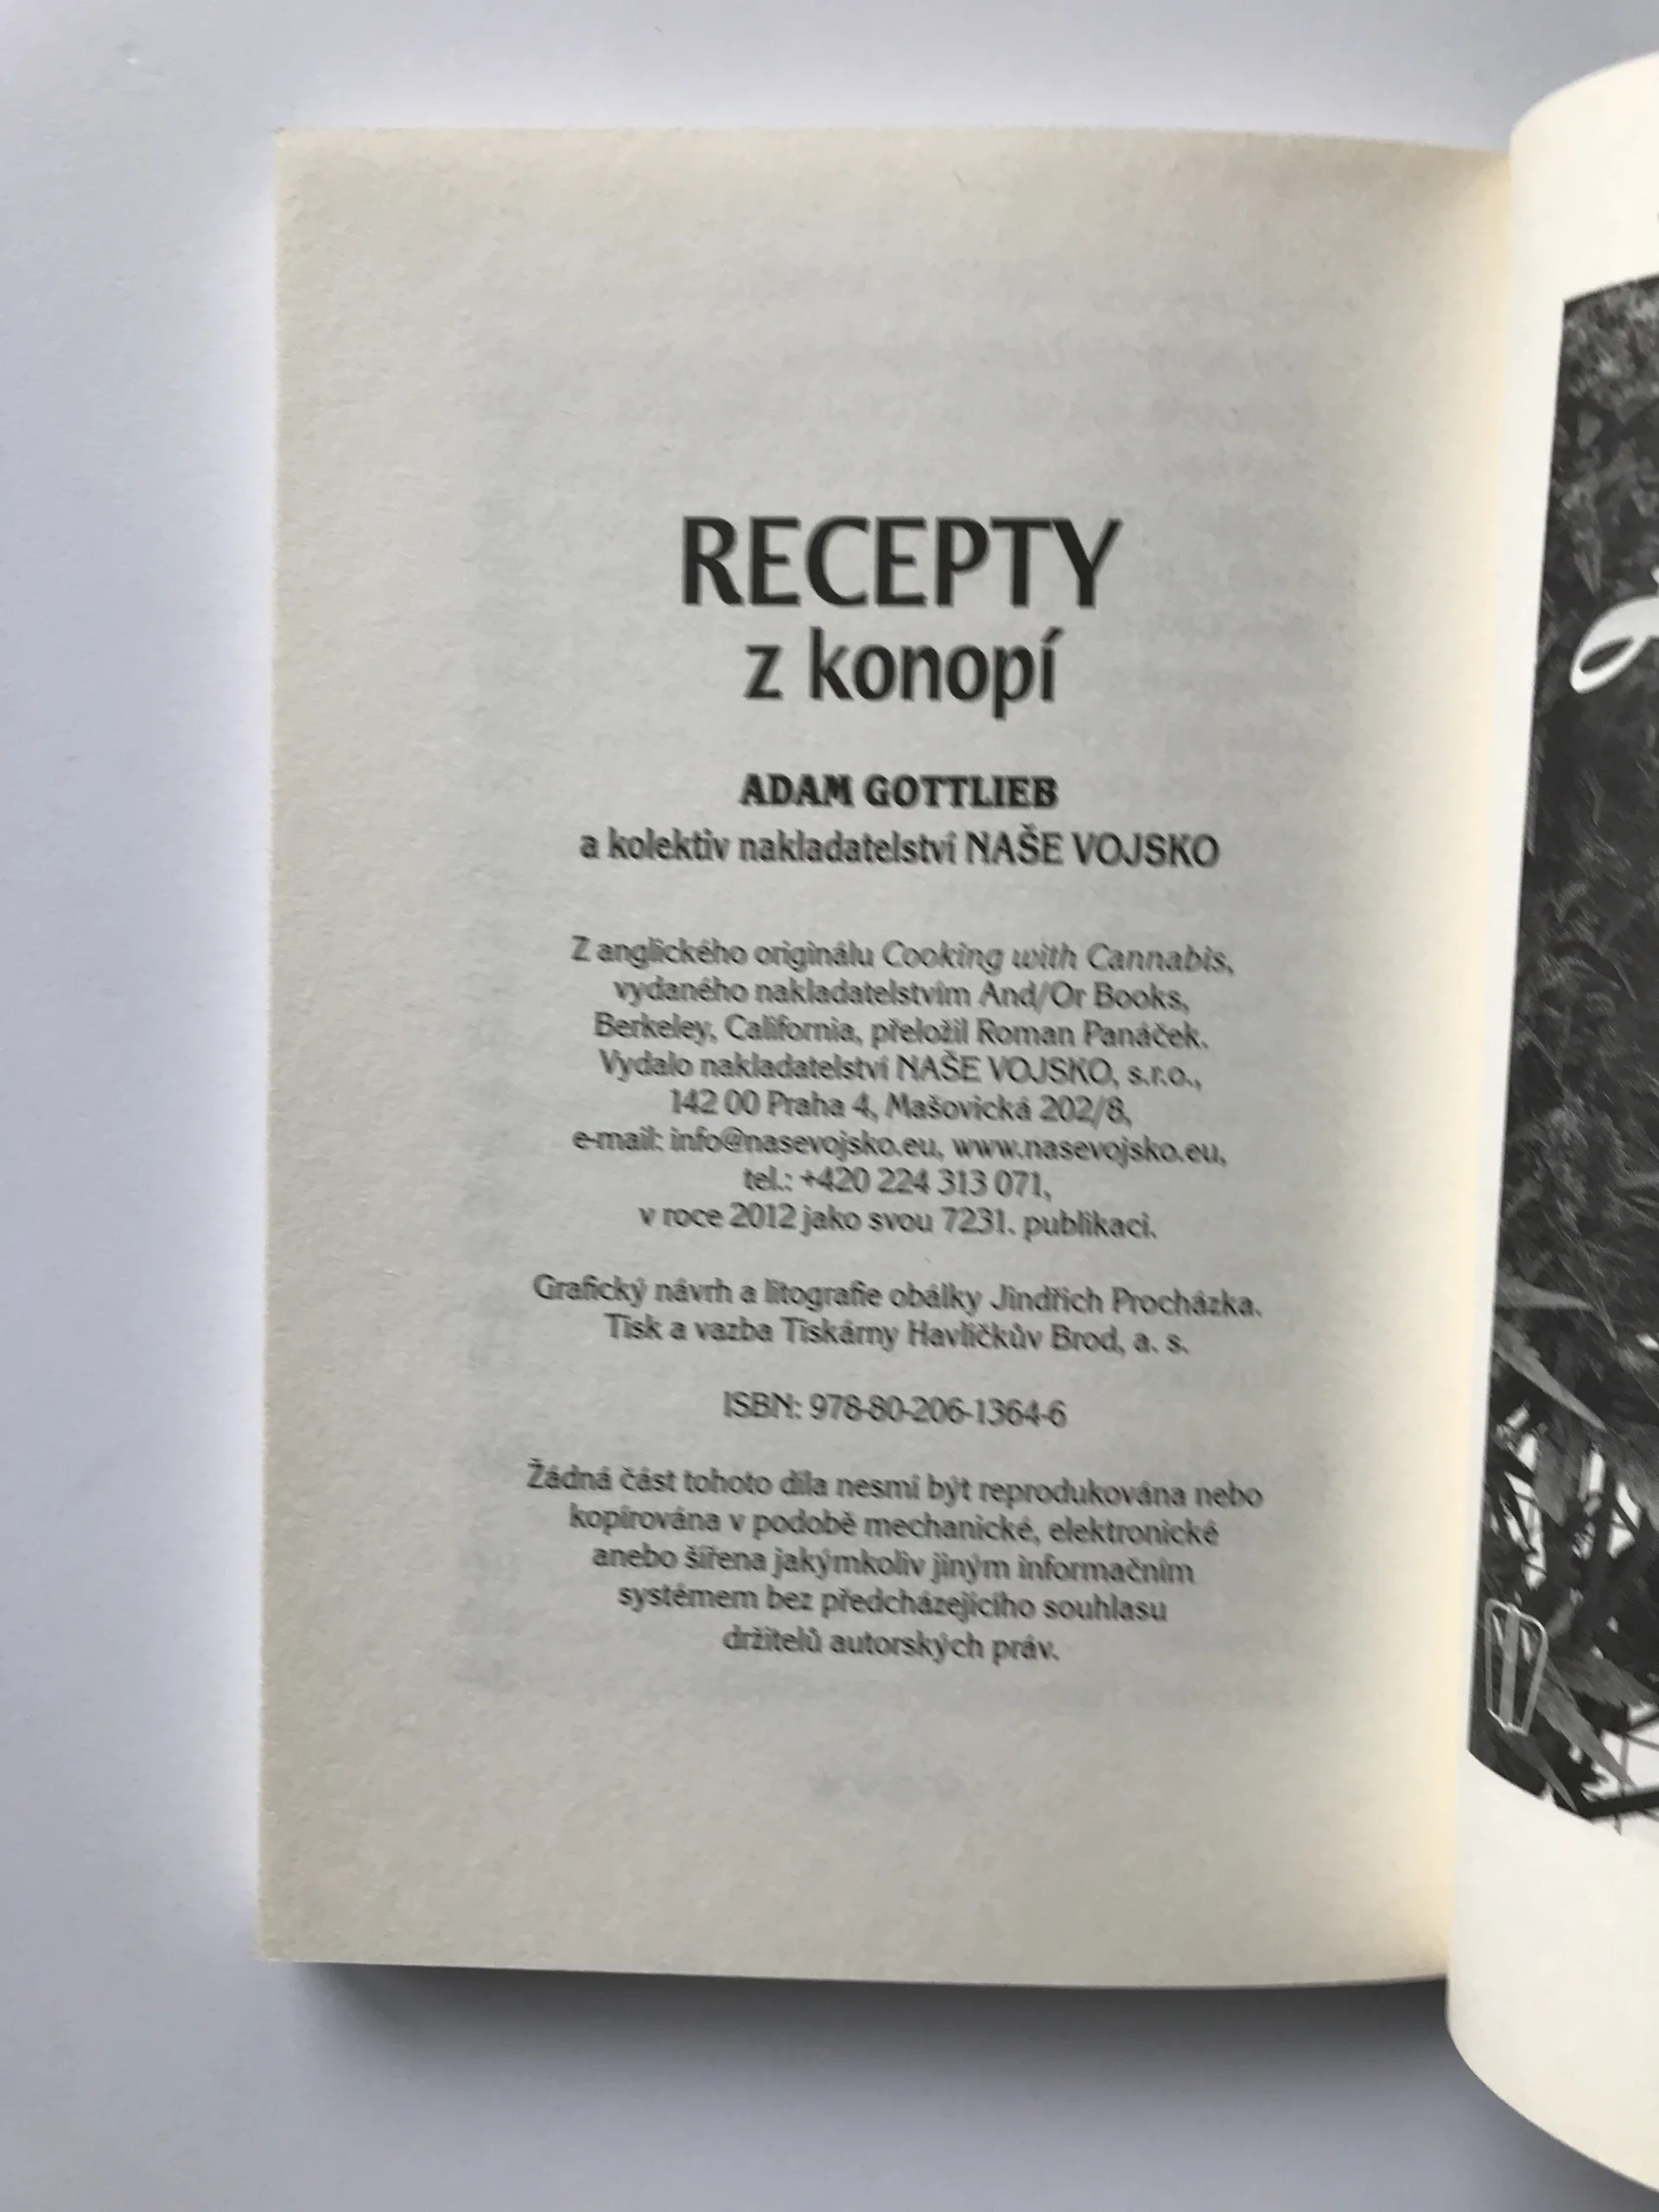 RECEPTY
z konopí
ADAM GOTTLIEB
a kolektiv nakladatelství NAŠE VOJSKO
Z anglického originálu Cooking with Cannabis,
vydaného nakladatelstvím And/Or Books,
Berkeley, California, přeložil Roman Panáček.
Vydalo nakladatelství NAŠE VOJSKO, s.r.o.,
142 00 Praha 4, Mašovická 202/8,
e-mail: info@nasevojsko.eu, www.nasevojsko.eu,
tel.: +420 224 313 071,
v roce 2012 jako svou 7231. publikaci.
Grafický návrh a litografie obálky Jindřich Procházka.
Tisk a vazba Tiskárny Havlíčkův Brod, a. s.
ISBN: 978-80-206-1364-6
Žádná část tohoto díla nesmí být reprodukována nebo
kopírována v podobě mechanické, elektronické
anebo šířena jakýmkoliv jiným informačním
systémem bez předcházejícího souhlasu
držitelů autorských práv.